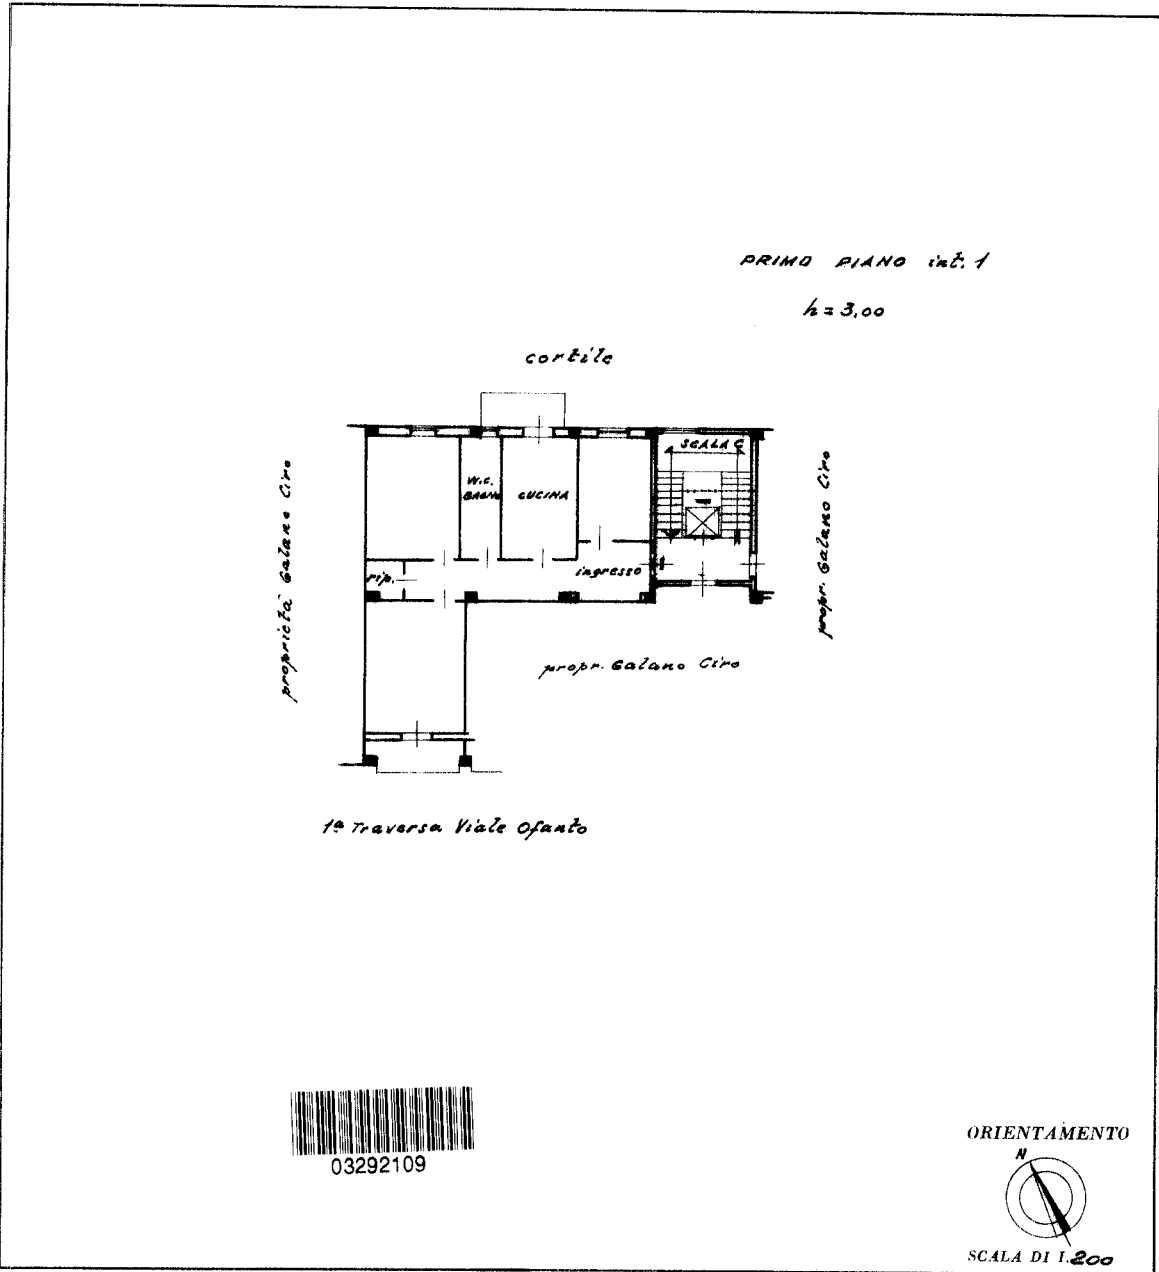 PRIMO PIANO int. 1
h = 3,00
cortile
SCALA C
W.C.
BAGNO
CUCINA
proprietà Galano Ciro
propr. Galano Ciro
rip.
ingresso
propr. Galano Ciro
1ª Traversa Viale Ofanto
03292109
ORIENTAMENTO
N
SCALA DI 1.200